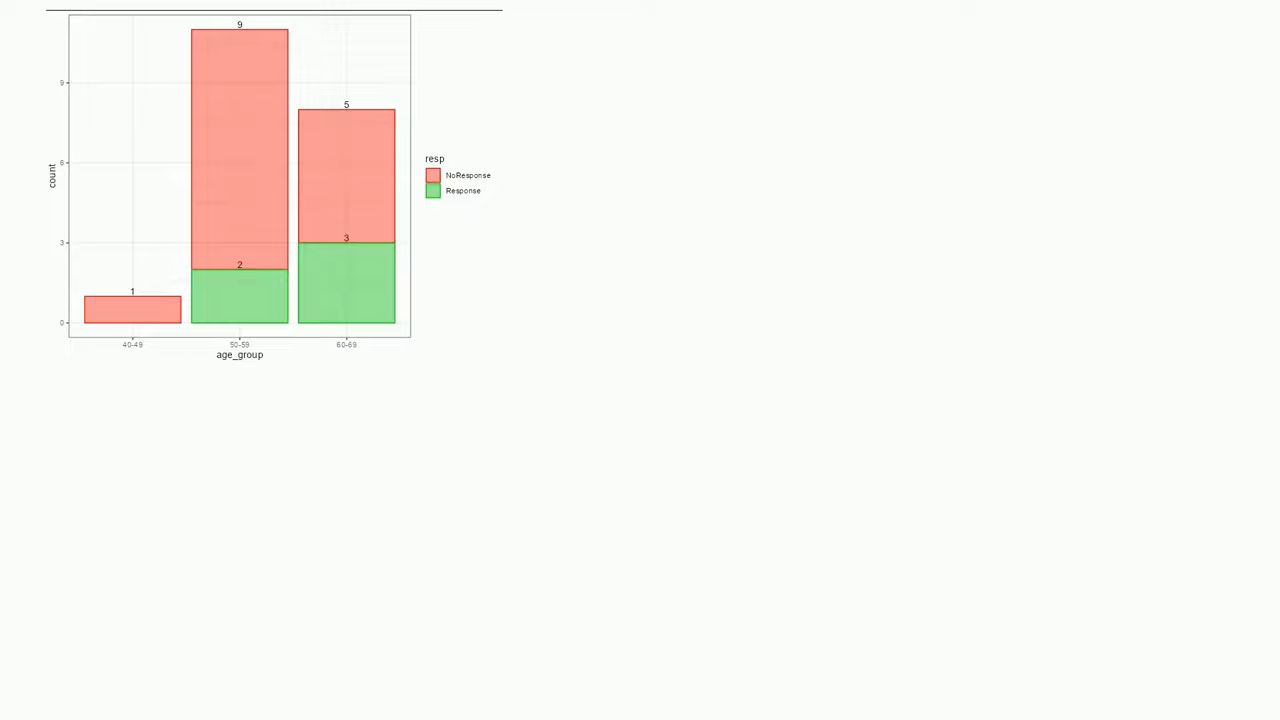 9
5
3
2
1
9
6
3
0
count
40-49
50-59
60-69
age_group
resp
NoResponse
Response